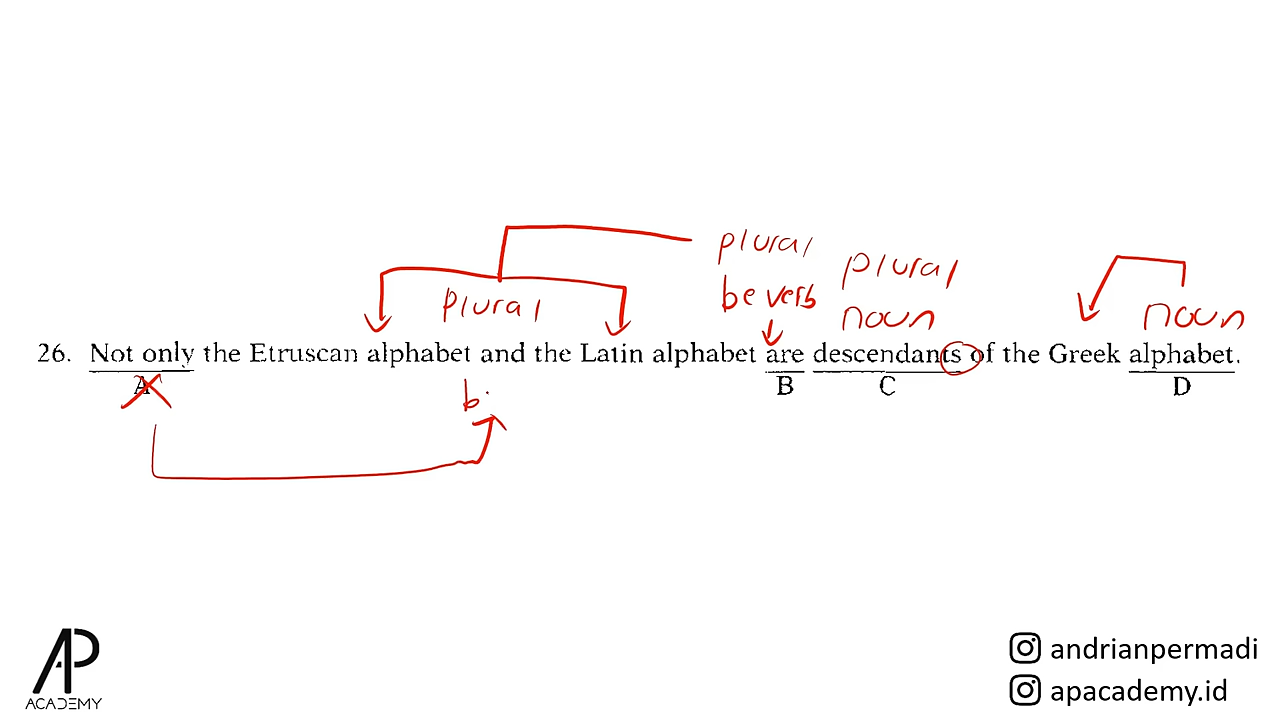 plural
plural
be verb
plural
noun
noun
26. Not only the Etruscan alphabet and the Latin alphabet are descendants of the Greek alphabet.
A
b.
B
C
D
AP
ACADEMY
andrianpermadi
apacademy.id